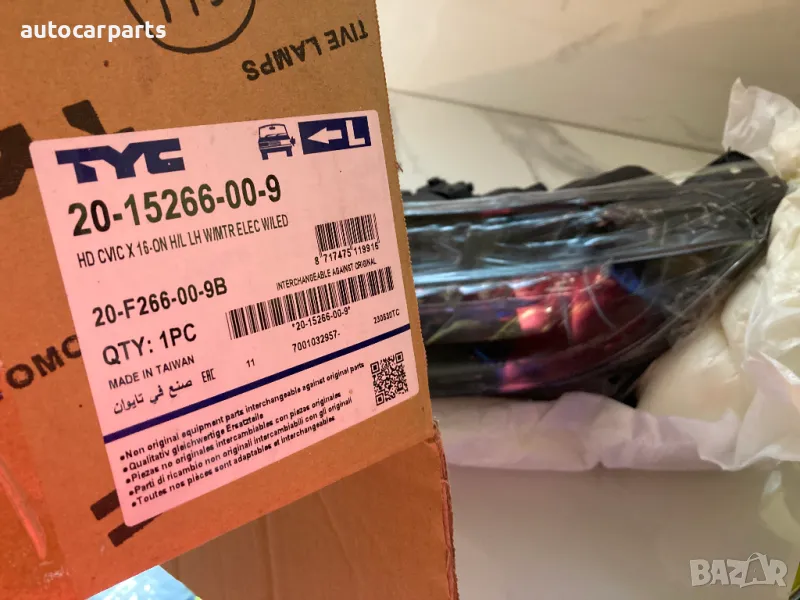 autocarparts
TIVE LAMPS
TYC
L
20-15266-00-9
HD CVIC X 16-ON H/L LH W/MTR ELEC W/LED
8 717475 119916
INTERCHANGEABLE AGAINST ORIGINAL
20-F266-00-9B
*20-15266-00-9*
QTY: 1PC
7001032957-
230630TC
MADE IN TAIWAN
11
صنع في تايوان
EAC
•Non original equipment parts interchangeable against original parts
•Qualitativ gleichwertige Ersatzteile
•Piezas no originales intercambiables con piezas originales
•Parti di ricambio non originali intercambiabili con gli originali
•Toutes nos pièces sont adaptables et interchangeables
TOMO
BAZAR